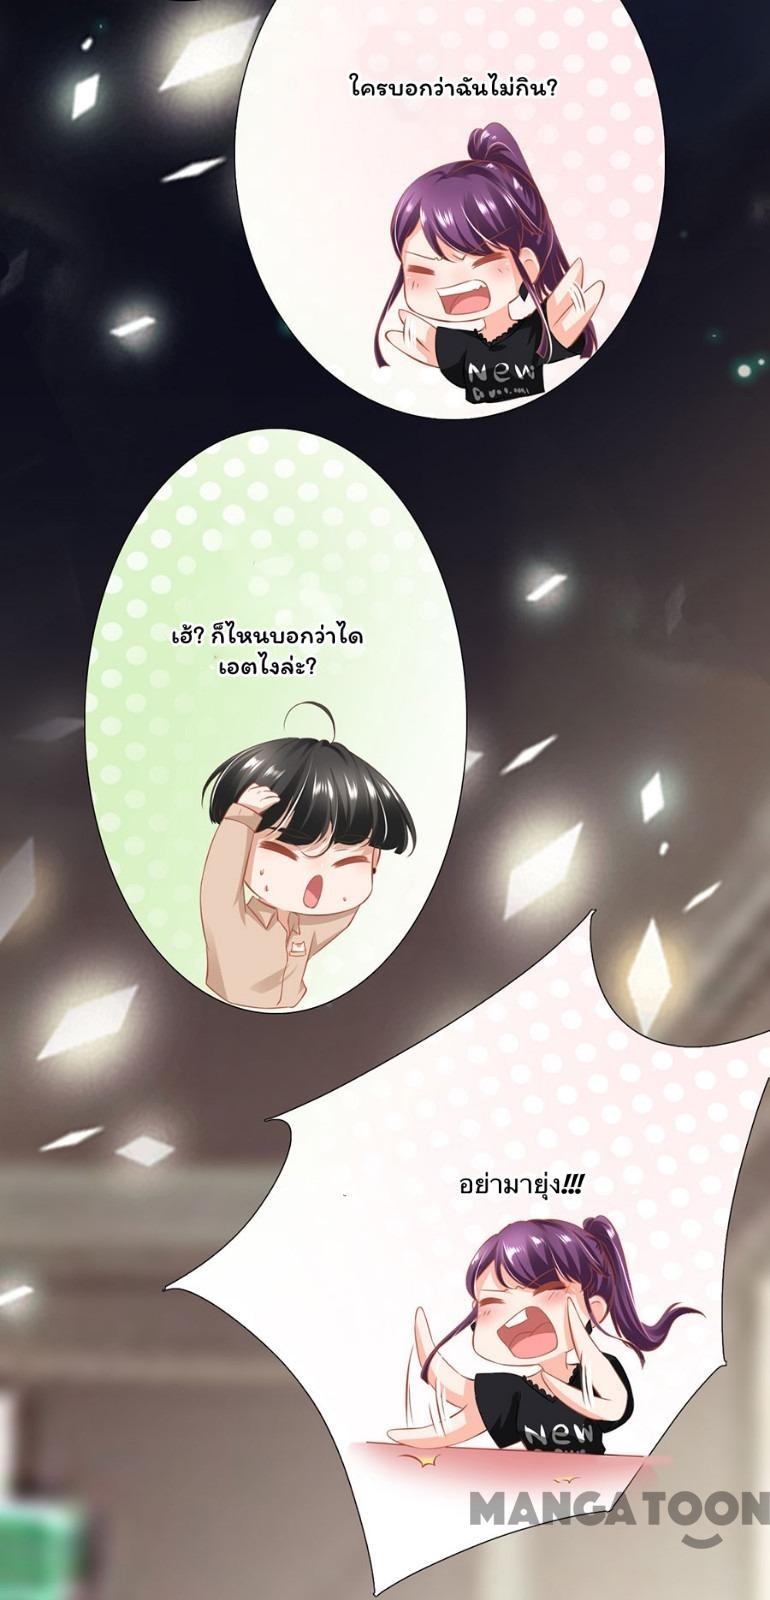 ใครบอกว่าฉันไม่กิน?
NEW
เฮ้? ก็ไหนบอกว่าได
เอตไงล่ะ?
อย่ามายุ่ง!!!
NEW
MANGATOON